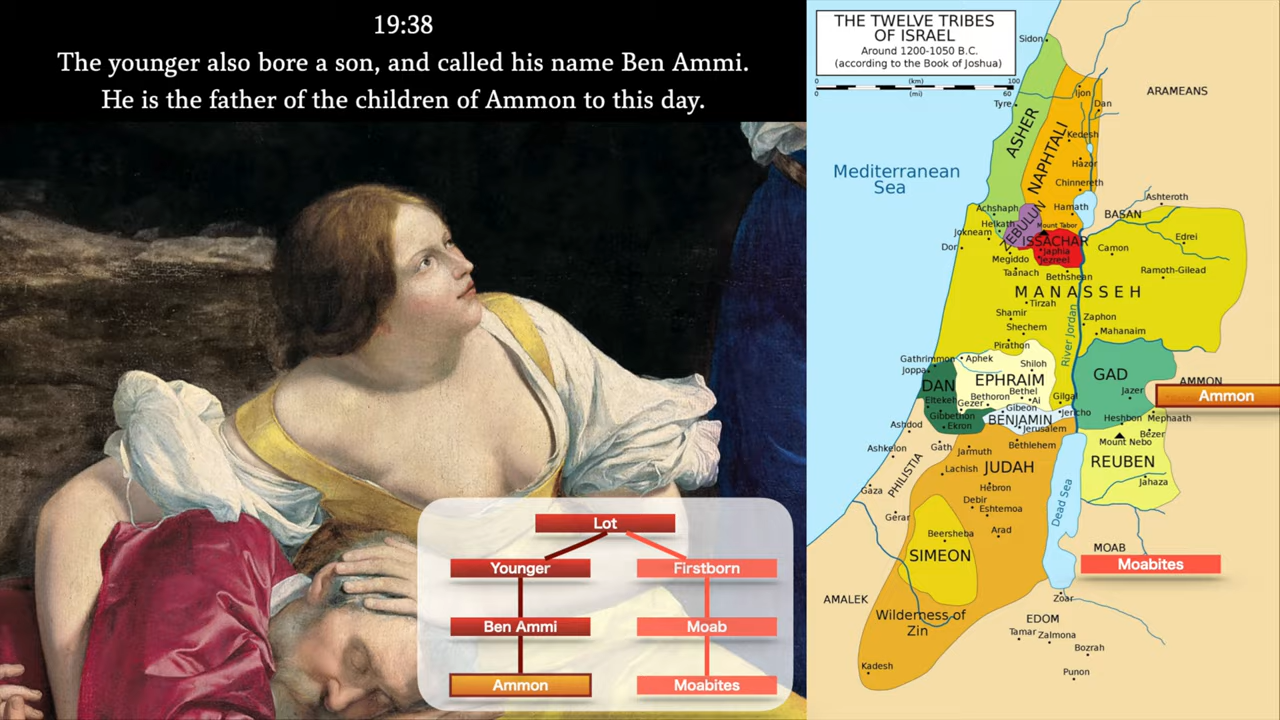 19:38
The younger also bore a son, and called his name Ben Ammi.
He is the father of the children of Ammon to this day.
Lot
Younger
Firstborn
Ben Ammi
Moab
Ammon
Moabites
THE TWELVE TRIBES
OF ISRAEL
Around 1200-1050 B.C.
(according to the Book of Joshua)
(km)
0
100
0
60
(mi)
Sidon
ARAMEANS
Ijon
Dan
Tyre
ASHER
NAPHTALI
Kedesh
Mediterranean
Sea
Hazor
Chinnereth
Achshaph
Hamath
Ashteroth
BASAN
Helkath
ZEBULUN
Mount Tabor
Jokneam
ISSACHAR
Edrei
Dor
Japhia
Camon
Megiddo
Jezreel
Taanach
Bethshean
Ramoth-Gilead
MANASSEH
Tirzah
Shamir
Zaphon
Shechem
Mahanaim
River Jordan
Pirathon
Gathrimmon
Aphek
Joppa
Shiloh
GAD
AMMON
DAN
EPHRAIM
Jazer
Ammon
Eltekeh
Bethoron
Bethel
Ai
Gilgal
Gezer
Gibeon
Jericho
Gibbethon
BENJAMIN
Heshbon
Mephaath
Ashdod
Ekron
Jerusalem
Bezer
Mount Nebo
Ashkelon
Gath
Jarmuth
Bethlehem
PHILISTIA
Lachish
JUDAH
REUBEN
Gaza
Hebron
Dead Sea
Jahaza
Debir
Gerar
Eshtemoa
Beersheba
Arad
SIMEON
MOAB
Moabites
AMALEK
Zoar
Wilderness of
Zin
EDOM
Tamar
Zalmona
Bozrah
Kadesh
Punon